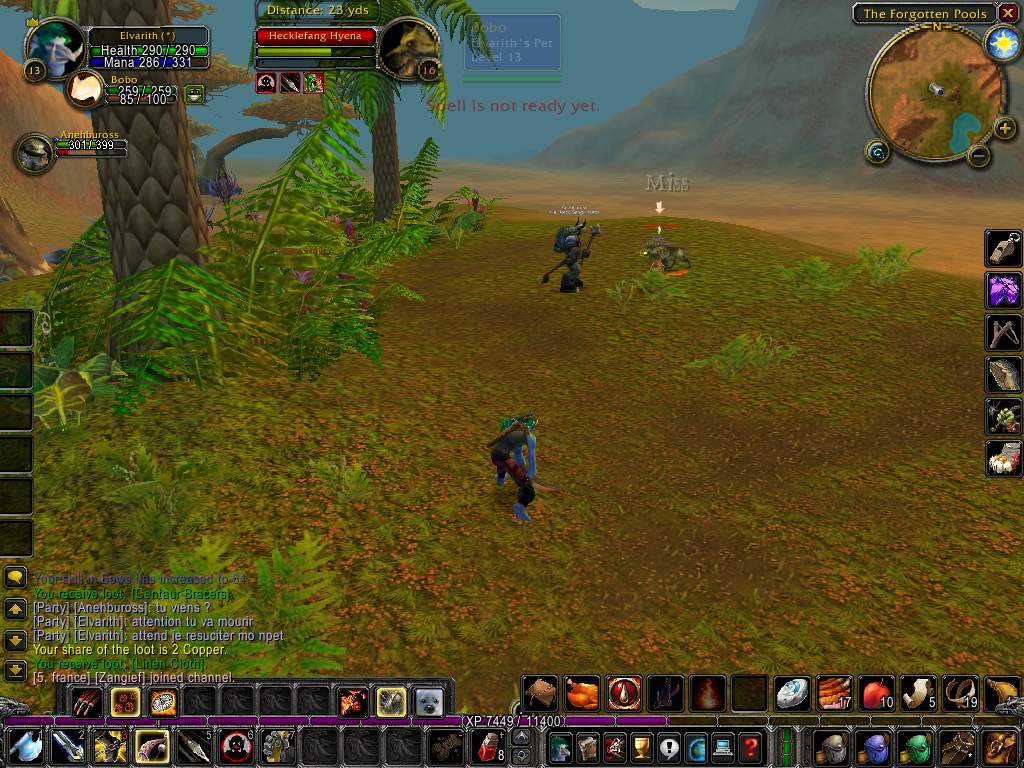 Distance: 23 yds
The Forgotten Pools
N
Elvarith (*)
Health 290 / 290
Mana 286 / 331
13
Hecklefang Hyena
16
Bobo
Elvarith's Pet
Level 13
Bobo
259 / 259
85 / 100
Spell is not ready yet.
Anehbuross
301 / 399
Miss
Your skill in Bows has increased to 64.
You receive loot: [Centaur Bracers].
[Party] [Anehbuross]: tu viens ?
[Party] [Elvarith]: attention tu va mourir
[Party] [Elvarith]: attend je resuciter mo npet
Your share of the loot is 2 Copper.
You receive loot: [Linen Cloth].
[5. france] [Zangief] joined channel.
17
10
5
19
XP 7449 / 11400
2
5
6
8